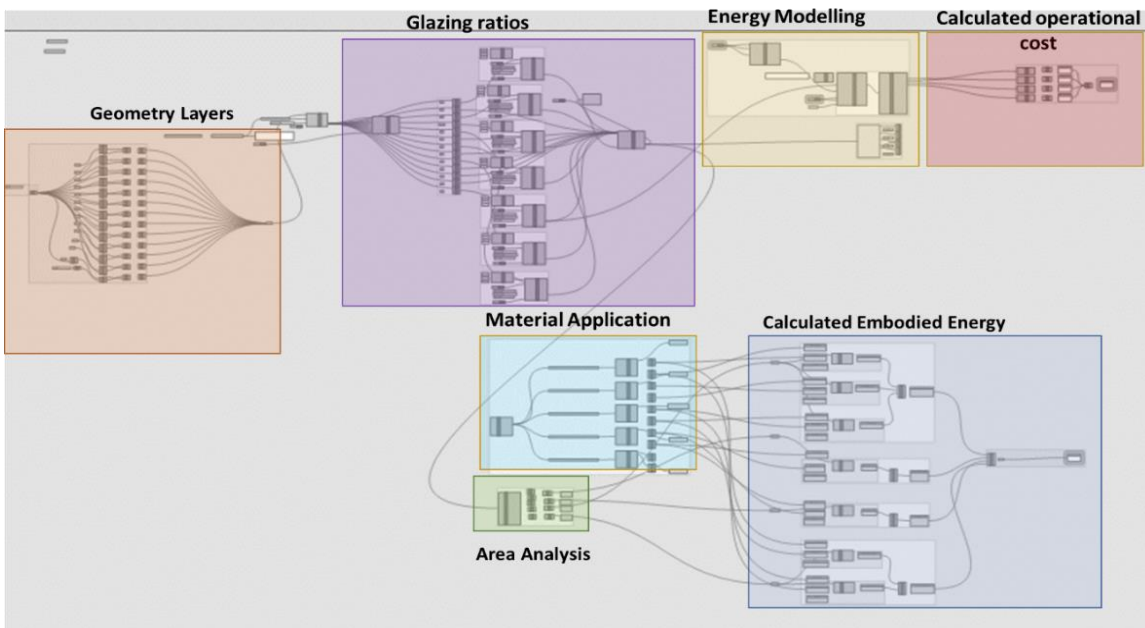 Glazing ratios
Energy Modelling
Calculated operational
cost
Geometry Layers
Material Application
Calculated Embodied Energy
Area Analysis